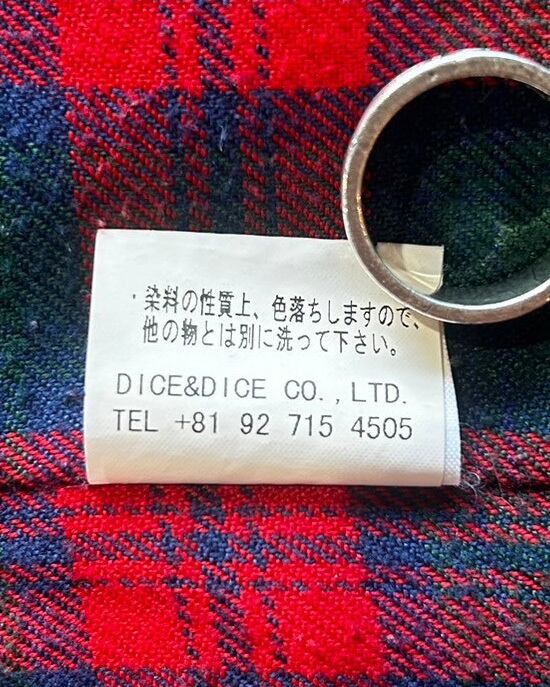 ・染料の性質上、色落ちしますので、
他の物とは別に洗って下さい。
DICE&DICE CO.,LTD.
TEL +81 92 715 4505